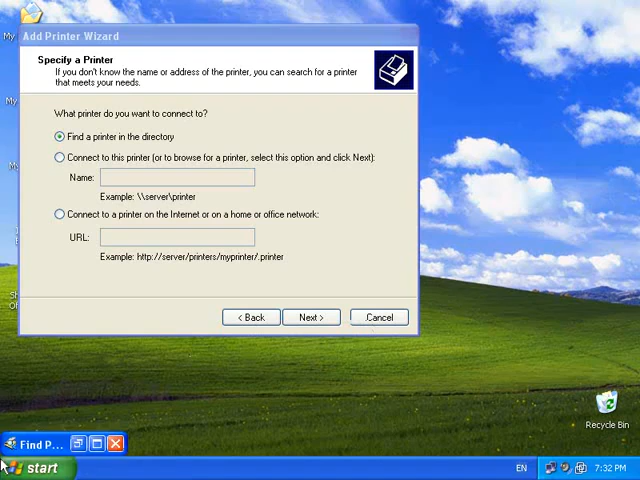 My
Add Printer Wizard
Specify a Printer
If you don't know the name or address of the printer, you can search for a printer
that meets your needs.
My
What printer do you want to connect to?
Find a printer in the directory
Connect to this printer (or to browse for a printer, select this option and click Next):
Name:
Example: \\server\printer
Connect to a printer on the Internet or on a home or office network:
URL:
Example: http://server/printers/myprinter/.printer
< Back
Next >
Cancel
Recycle Bin
Find P...
start
EN
7:32 PM